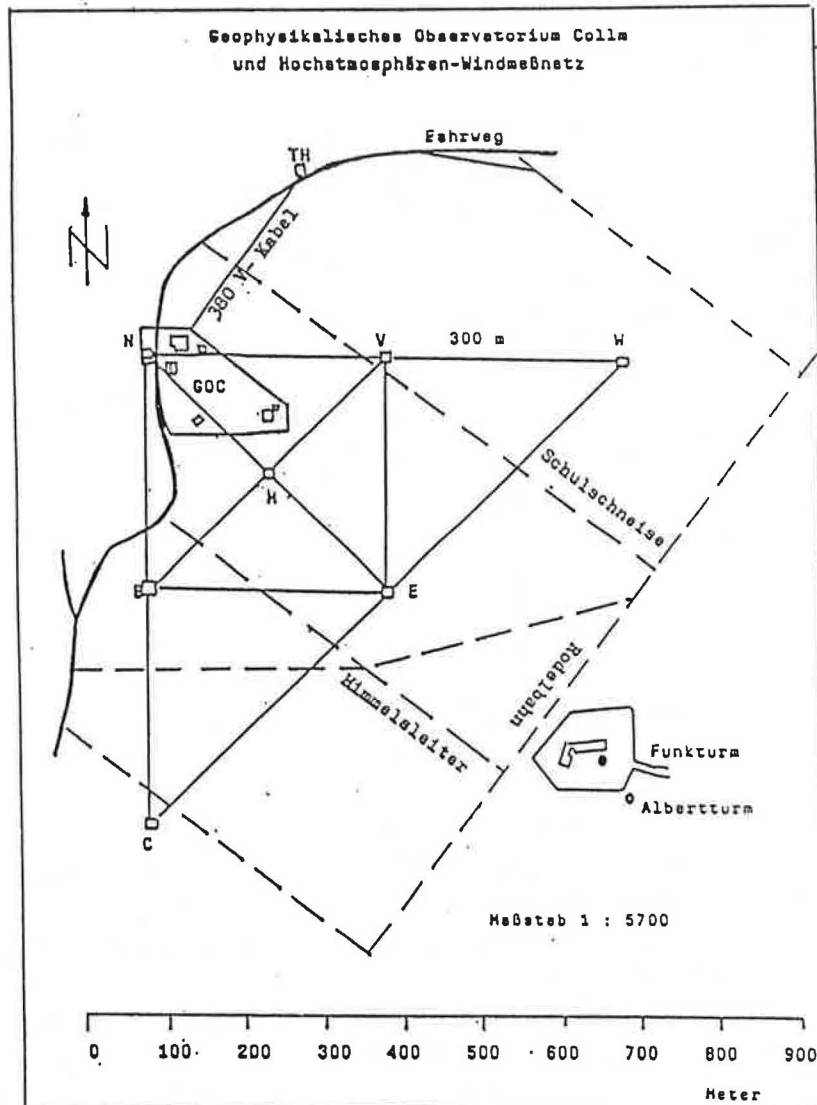 Geophysikalisches Observatorium Collm
und Hochatmosphären-Windmeßnetz
Fahrweg
TH
N
380 V- Kabel
N
V
300 m
W
GOC
Schulschneise
M
E
Rodelbahn
Himmelsleiter
Funkturm
Albertturm
C
Maßstab 1 : 5700
0 100 200 300 400 500 600 700 800 900
Meter